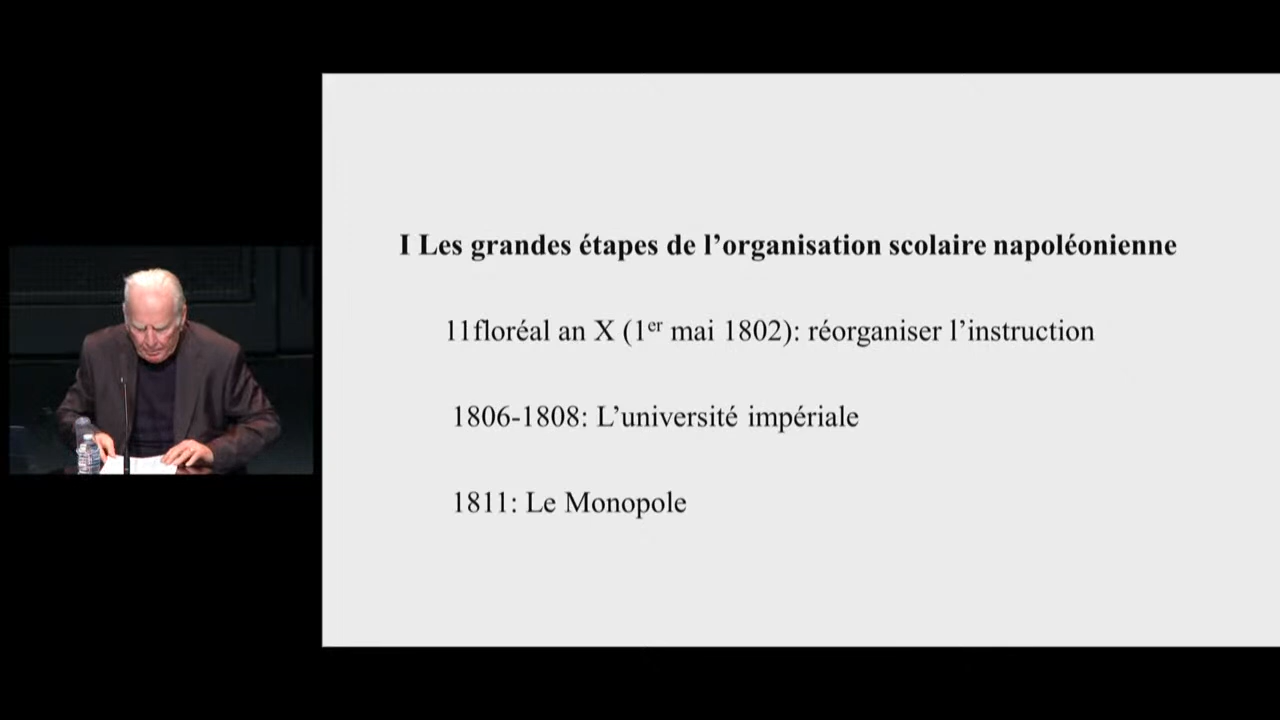 I Les grandes étapes de l’organisation scolaire napoléonienne
11floréal an X (1er mai 1802): réorganiser l’instruction
1806-1808: L’université impériale
1811: Le Monopole